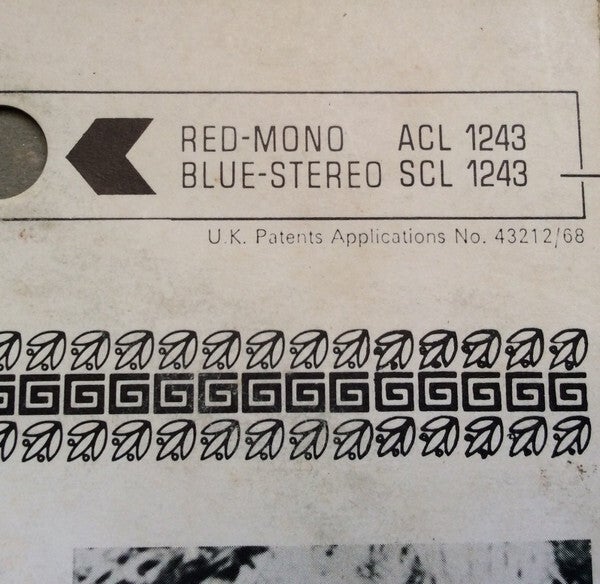 RED-MONO ACL 1243
BLUE-STEREO SCL 1243
U.K. Patents Applications No. 43212/68